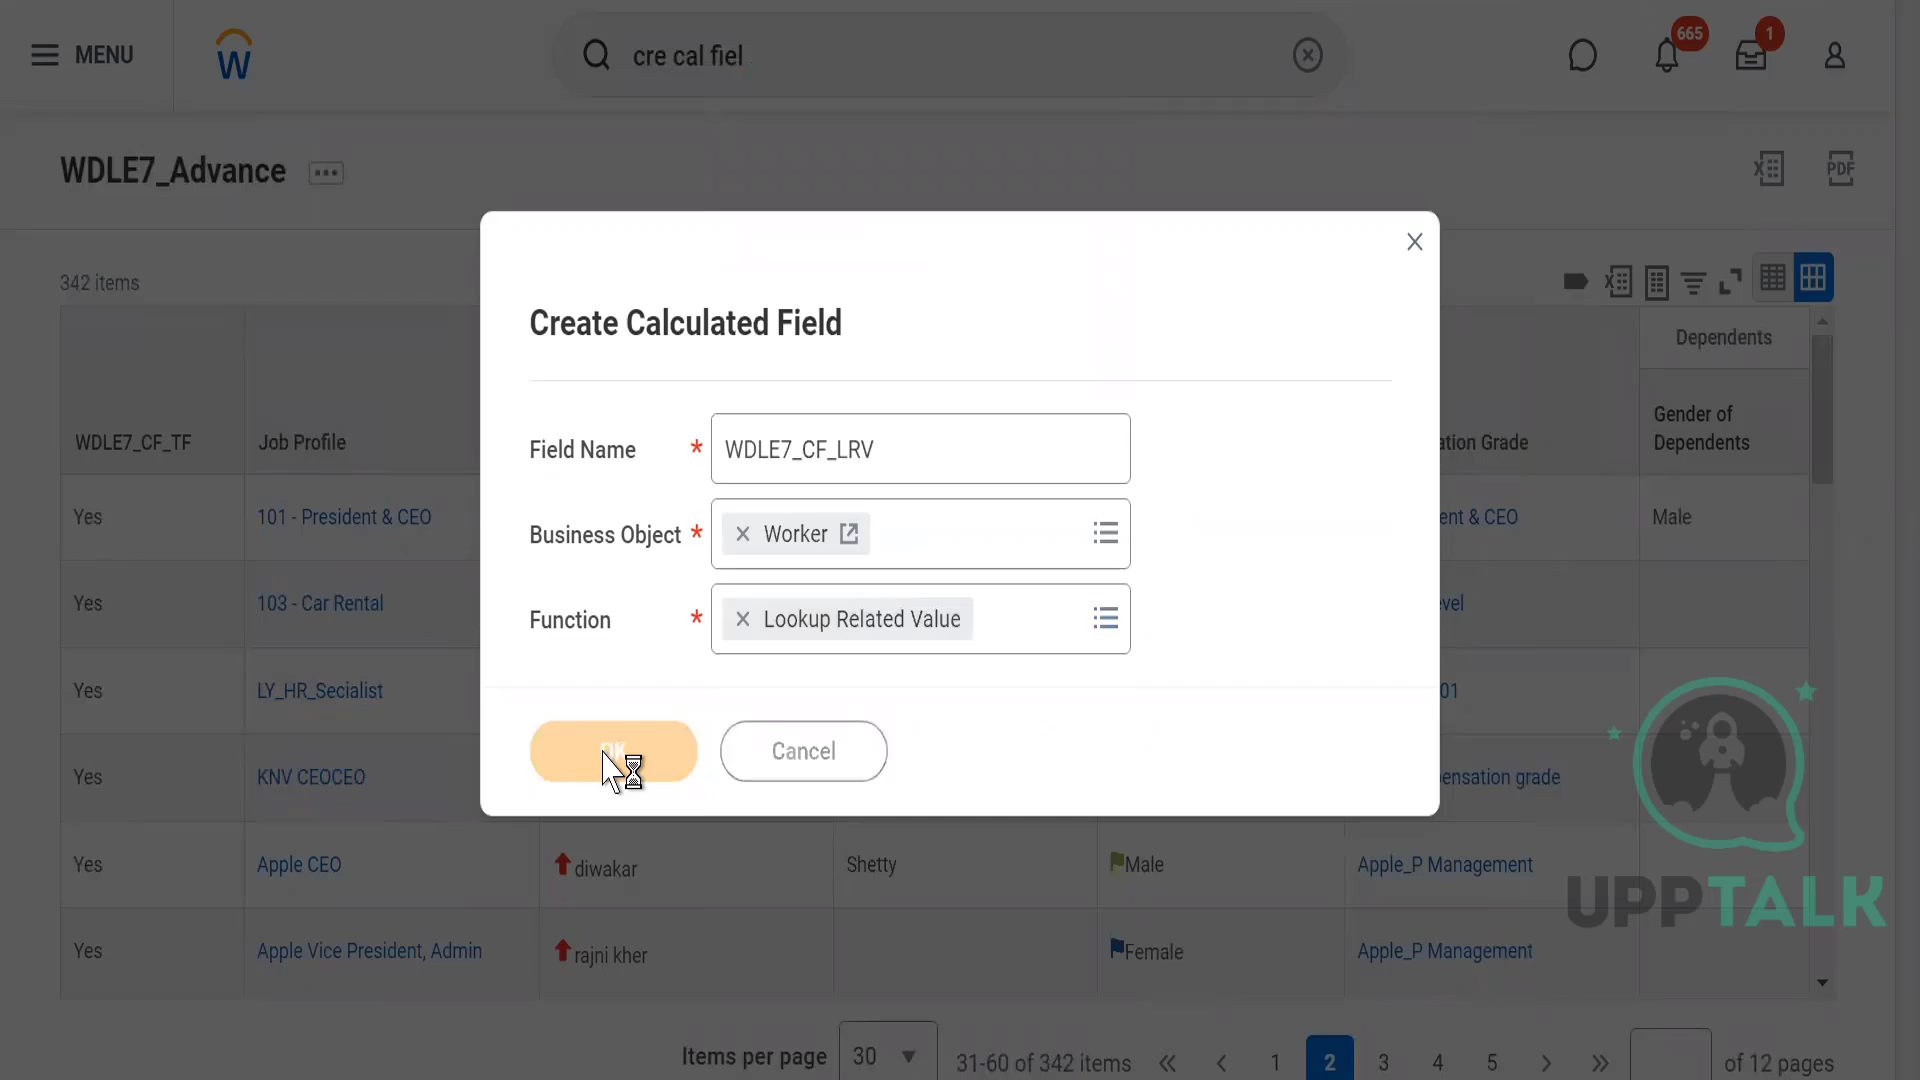 MENU
W
cre cal fiel
665
1
WDLE7_Advance
PDF
342 items
Dependents
WDLE7_CF_TF
Job Profile
ation Grade
Gender of
Dependents
Yes
101 - President & CEO
ent & CEO
Male
Yes
103 - Car Rental
evel
Yes
LY_HR_Secialist
01
Yes
KNV CEOCEO
ensation grade
Yes
Apple CEO
diwakar
Shetty
Male
Apple_P Management
Yes
Apple Vice President, Admin
rajni kher
Female
Apple_P Management
Create Calculated Field
Field Name *
WDLE7_CF_LRV
Business Object *
Worker
Function *
Lookup Related Value
OK
Cancel
UPPTALK
Items per page
30
31-60 of 342 items
1
2
3
4
5
of 12 pages